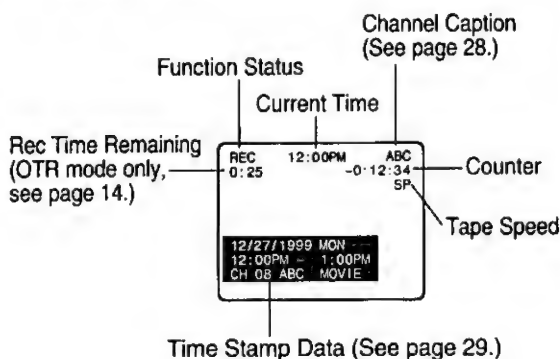 Channel Caption
(See page 28.)
Function Status
Current Time
Rec Time Remaining
(OTR mode only,
see page 14.)
REC 12:00PM ABC
0:25 -0:12:34
SP
Counter
Tape Speed
12/27/1999 MON ---
12:00PM - 1:00PM
CH 08 ABC MOVIE
Time Stamp Data (See page 29.)